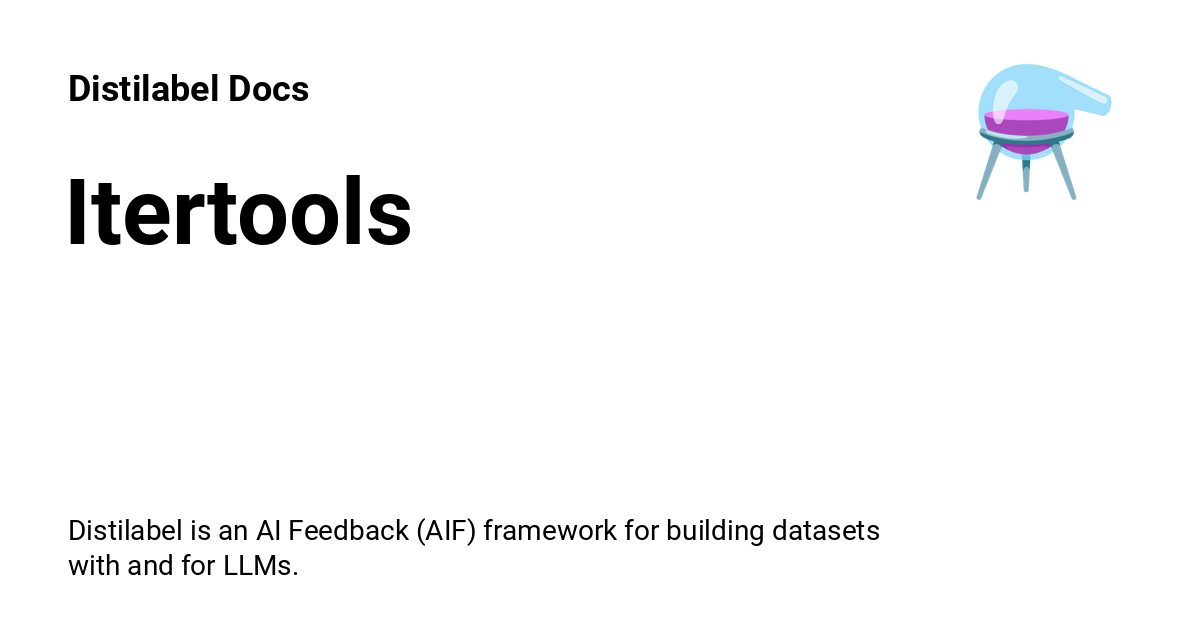 Distilabel Docs
Itertools
Distilabel is an AI Feedback (AIF) framework for building datasets
with and for LLMs.